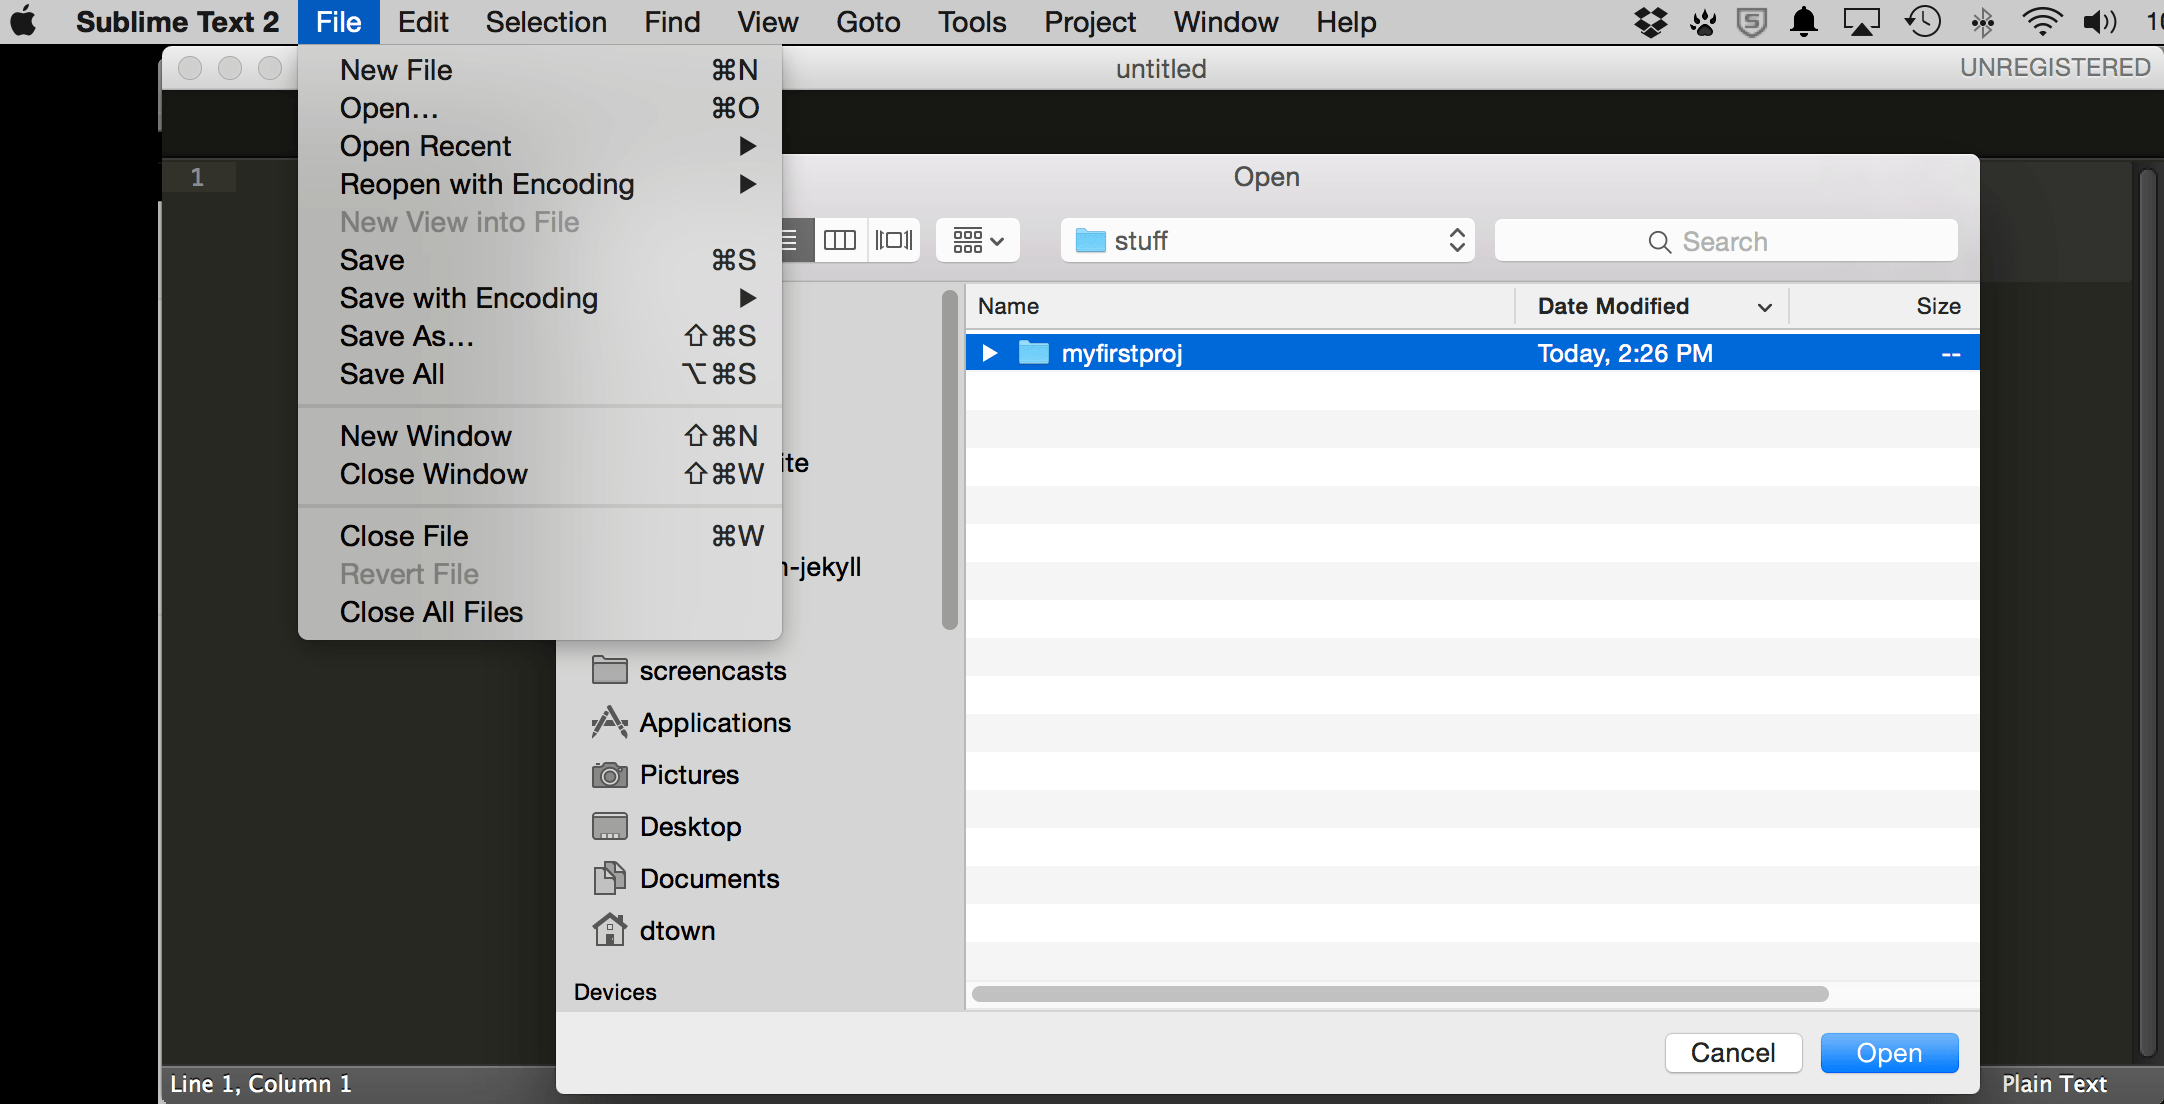 Sublime Text 2 File Edit Selection Find View Goto Tools Project Window Help
untitled UNREGISTERED
New File ⌘N
Open... ⌘O
Open Recent
Reopen with Encoding
New View into File
Save ⌘S
Save with Encoding
Save As... ⇧⌘S
Save All ⌥⌘S
New Window ⇧⌘N
Close Window ⇧⌘W
Close File ⌘W
Revert File
Close All Files
1
Open
stuff
Search
Name Date Modified Size
myfirstproj Today, 2:26 PM --
-jekyll
screencasts
Applications
Pictures
Desktop
Documents
dtown
Devices
Cancel Open
Line 1, Column 1 Plain Text